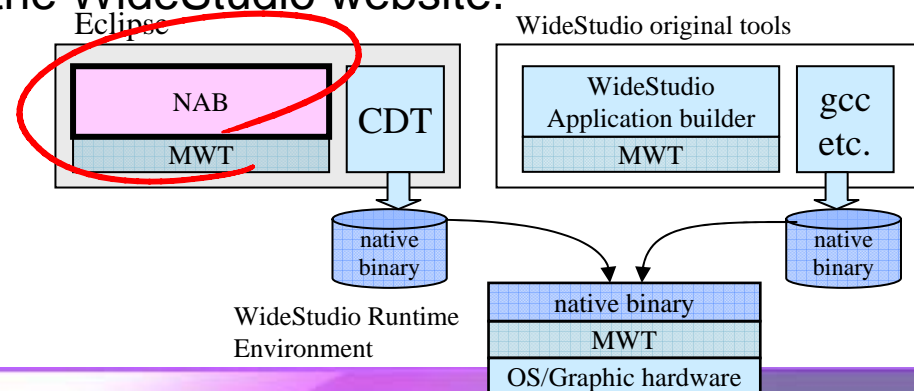 the WideStudio website.
Eclipse
WideStudio original tools
NAB
MWT
CDT
WideStudio
Application builder
MWT
gcc
etc.
native
binary
native
binary
WideStudio Runtime
Environment
native binary
MWT
OS/Graphic hardware